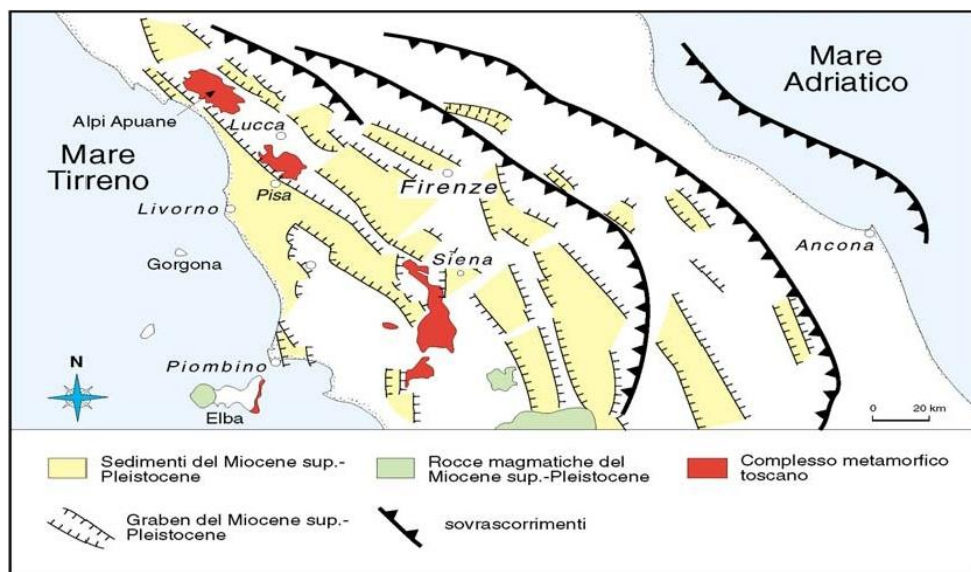 Mare
Adriatico
Alpi Apuane
Lucca
Mare
Tirreno
Firenze
Pisa
Livorno
Ancona
Siena
Gorgona
N
Piombino
Elba
0 20 km
Sedimenti del Miocene sup.-
Pleistocene
Rocce magmatiche del
Miocene sup.-Pleistocene
Complesso metamorfico
toscano
Graben del Miocene sup.-
Pleistocene
sovrascorrimenti